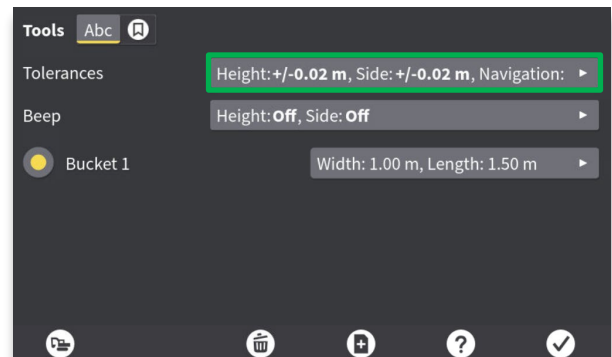 Tools Abc
Tolerances Height:+/-0.02 m, Side:+/-0.02 m, Navigation:
Beep Height:Off, Side:Off
Bucket 1 Width: 1.00 m, Length: 1.50 m
?